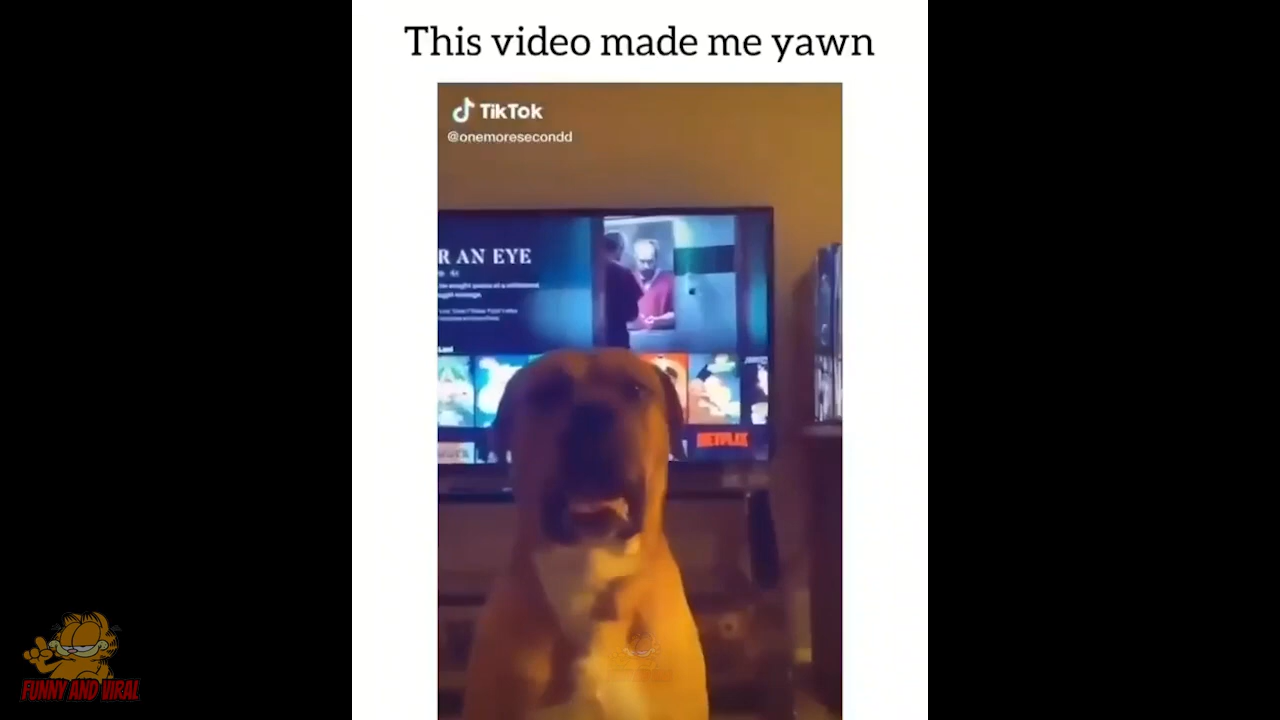 This video made me yawn
TikTok
@onemoresecondd
R AN EYE
NETFLIX
FUNNY AND VIRAL